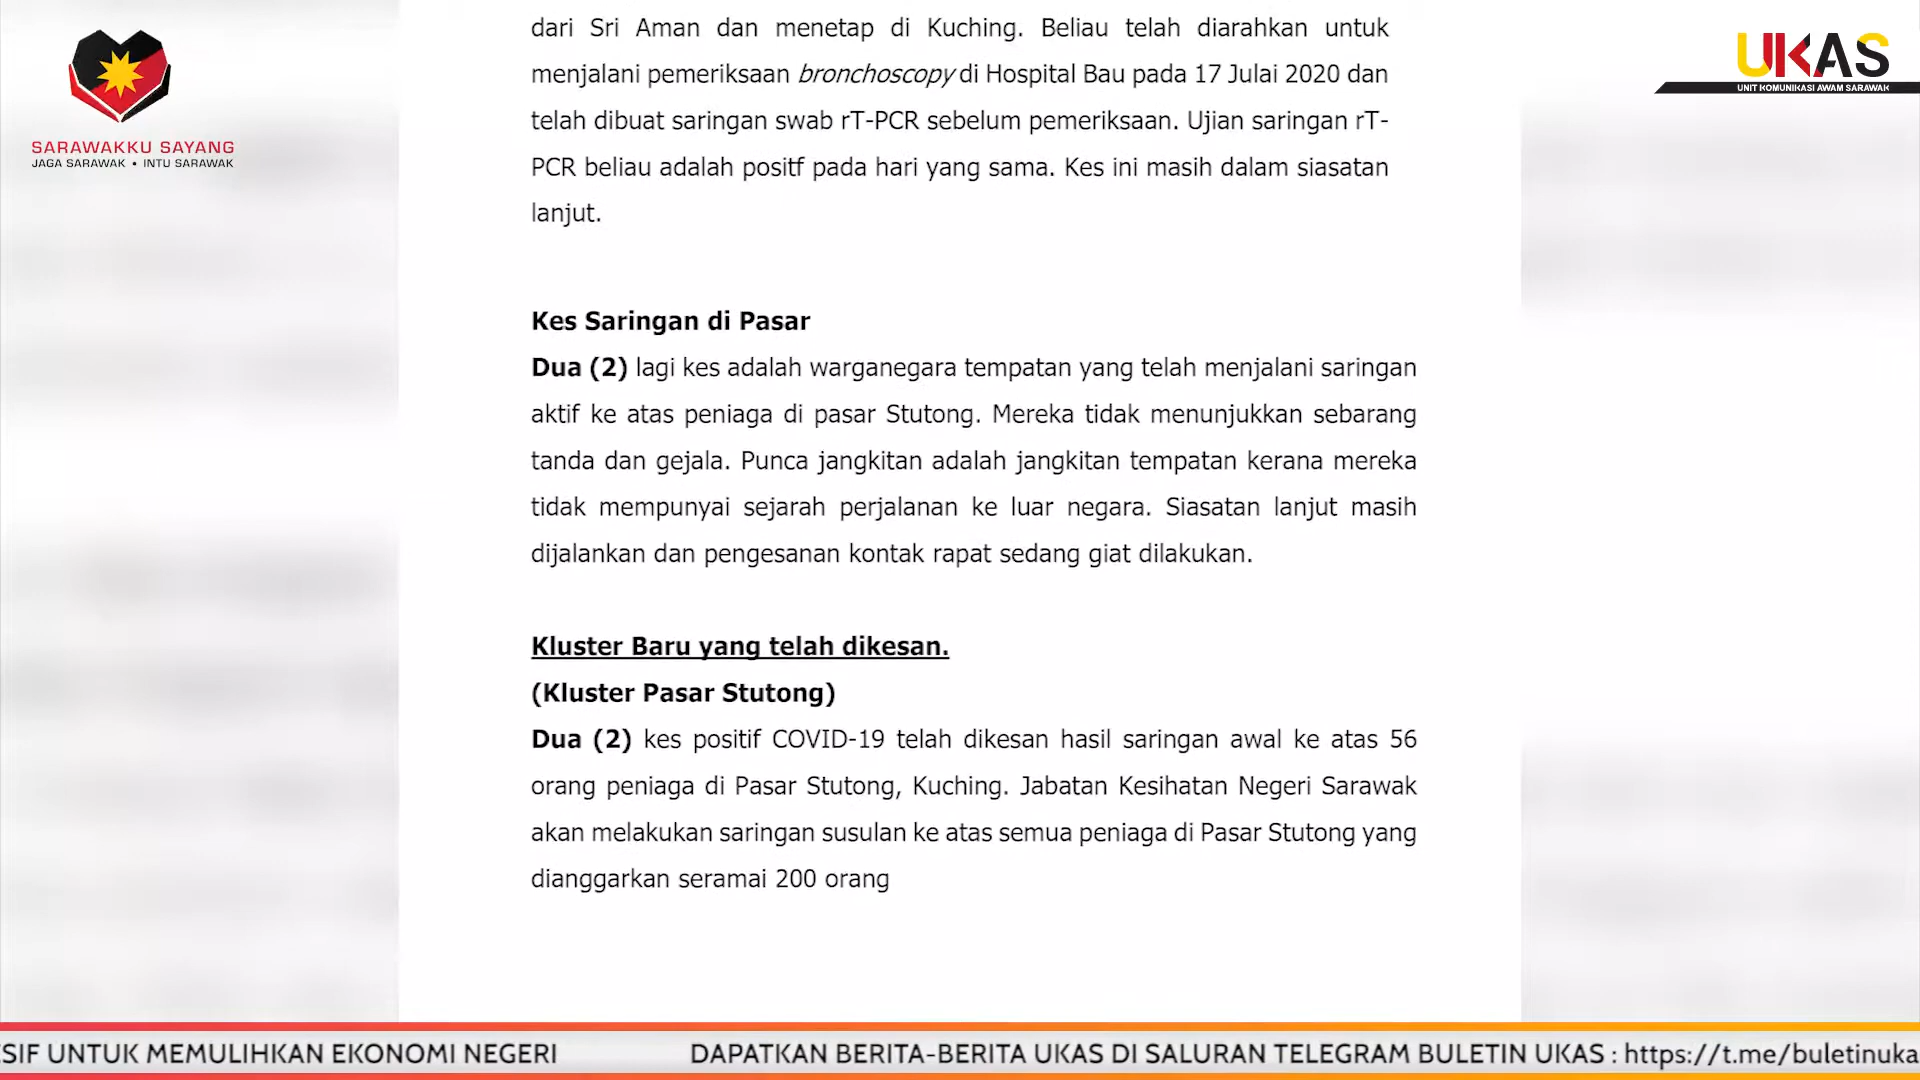 dari Sri Aman dan menetap di Kuching. Beliau telah diarahkan untuk
menjalani pemeriksaan bronchoscopy di Hospital Bau pada 17 Julai 2020 dan
telah dibuat saringan swab rT-PCR sebelum pemeriksaan. Ujian saringan rT-
PCR beliau adalah positf pada hari yang sama. Kes ini masih dalam siasatan
lanjut.
SARAWAKKU SAYANG
JAGA SARAWAK • INTU SARAWAK
UKAS
UNIT KOMUNIKASI AWAM SARAWAK
Kes Saringan di Pasar
Dua (2) lagi kes adalah warganegara tempatan yang telah menjalani saringan
aktif ke atas peniaga di pasar Stutong. Mereka tidak menunjukkan sebarang
tanda dan gejala. Punca jangkitan adalah jangkitan tempatan kerana mereka
tidak mempunyai sejarah perjalanan ke luar negara. Siasatan lanjut masih
dijalankan dan pengesanan kontak rapat sedang giat dilakukan.
Kluster Baru yang telah dikesan.
(Kluster Pasar Stutong)
Dua (2) kes positif COVID-19 telah dikesan hasil saringan awal ke atas 56
orang peniaga di Pasar Stutong, Kuching. Jabatan Kesihatan Negeri Sarawak
akan melakukan saringan susulan ke atas semua peniaga di Pasar Stutong yang
dianggarkan seramai 200 orang
SIF UNTUK MEMULIHKAN EKONOMI NEGERI DAPATKAN BERITA-BERITA UKAS DI SALURAN TELEGRAM BULETIN UKAS : https://t.me/buletinuka